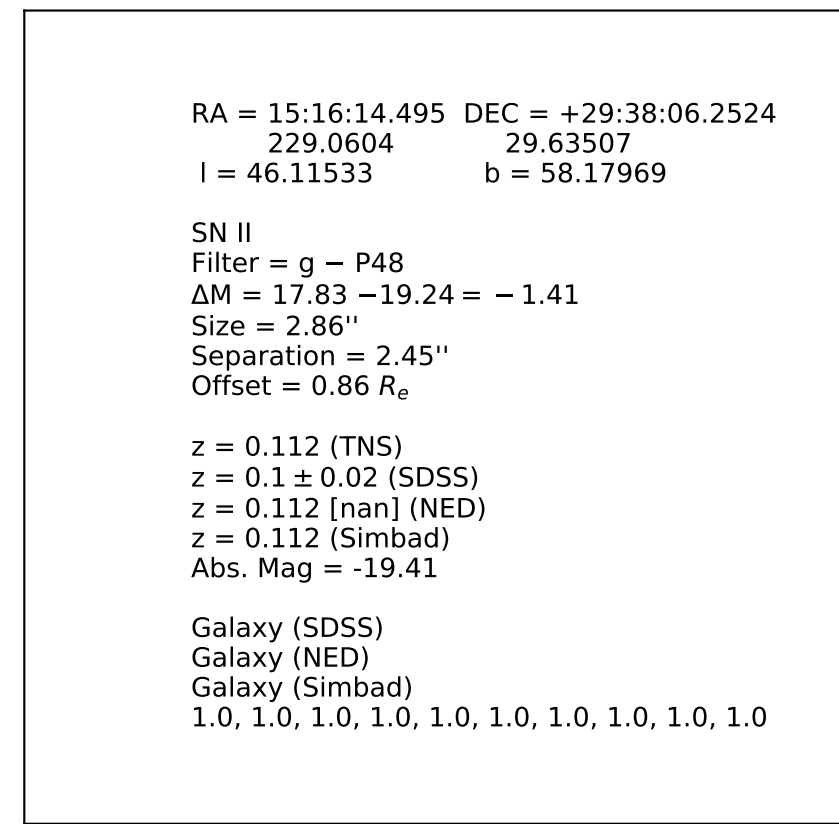 RA = 15:16:14.495  DEC = +29:38:06.2524
229.0604  29.63507
l = 46.11533  b = 58.17969
SN II
Filter = g − P48
ΔM = 17.83 −19.24 = − 1.41
Size = 2.86''
Separation = 2.45''
Offset = 0.86 Rₑ
z = 0.112 (TNS)
z = 0.1 ± 0.02 (SDSS)
z = 0.112 [nan] (NED)
z = 0.112 (Simbad)
Abs. Mag = -19.41
Galaxy (SDSS)
Galaxy (NED)
Galaxy (Simbad)
1.0, 1.0, 1.0, 1.0, 1.0, 1.0, 1.0, 1.0, 1.0, 1.0